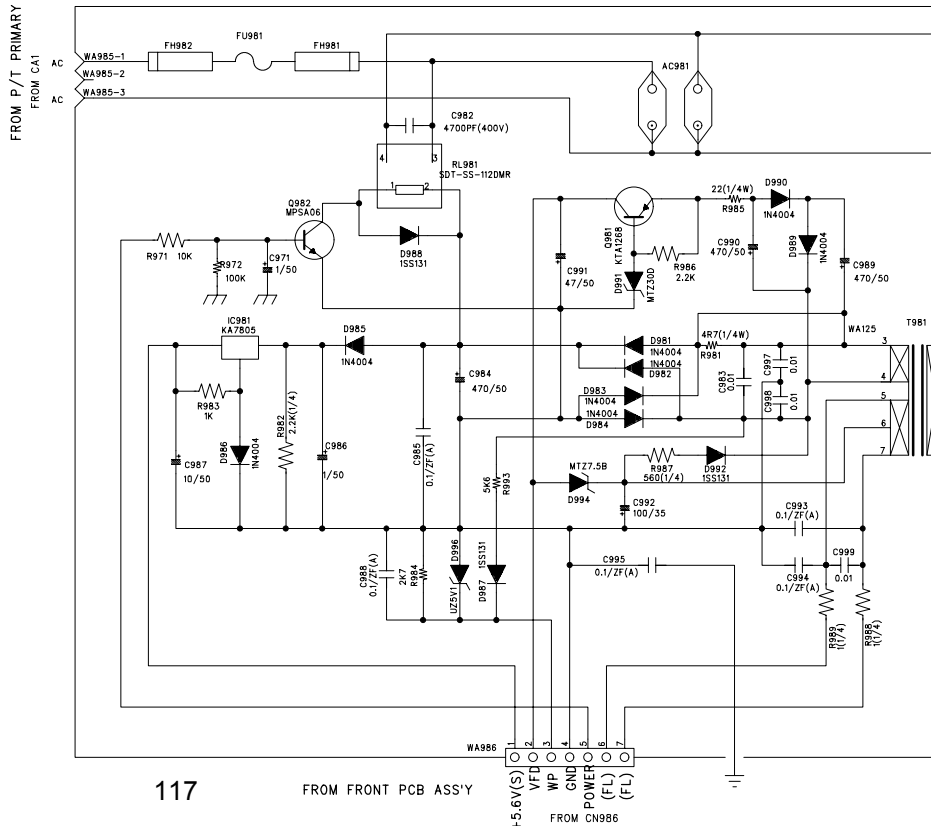 FROM P/T PRIMARY
FROM CA1
AC
WA985-1
WA985-2
AC
WA985-3
FH982
FU981
FH981
AC981
C982
4700PF(400V)
4
3
RL981
SDT-SS-112DMR
1
2
Q982
MPSA06
D988
1SS131
R971
10K
R972
100K
C971
1/50
C991
47/50
Q981
KTA1268
D991
MTZ30D
R986
2.2K
22(1/4W)
R985
D990
1N4004
C990
470/50
D989
1N4004
C989
470/50
IC981
KA7805
D985
1N4004
C984
470/50
D981
1N4004
D982
D983
1N4004
1N4004
D984
4R7(1/4W)
R981
C983
0.01
C997
0.01
C998
0.01
WA125
T981
3
4
5
6
7
R983
1K
D986
1N4004
R982
2.2K(1/4)
C986
1/50
C985
0.1/ZF(A)
C987
10/50
5K6
R993
MTZ7.5B
D994
R987
560(1/4)
D992
1SS131
C992
100/35
C993
0.1/ZF(A)
C994
0.1/ZF(A)
C999
0.01
C988
0.1/ZF(A)
2K7
R984
D996
UZ5V1
1SS131
D987
C995
0.1/ZF(A)
R989
1(1/4)
R988
1(1/4)
WA986
1
2
3
4
5
6
7
+5.6V(S)
VFD
WP
GND
POWER
(FL)
(FL)
117
FROM FRONT PCB ASS'Y
FROM CN986